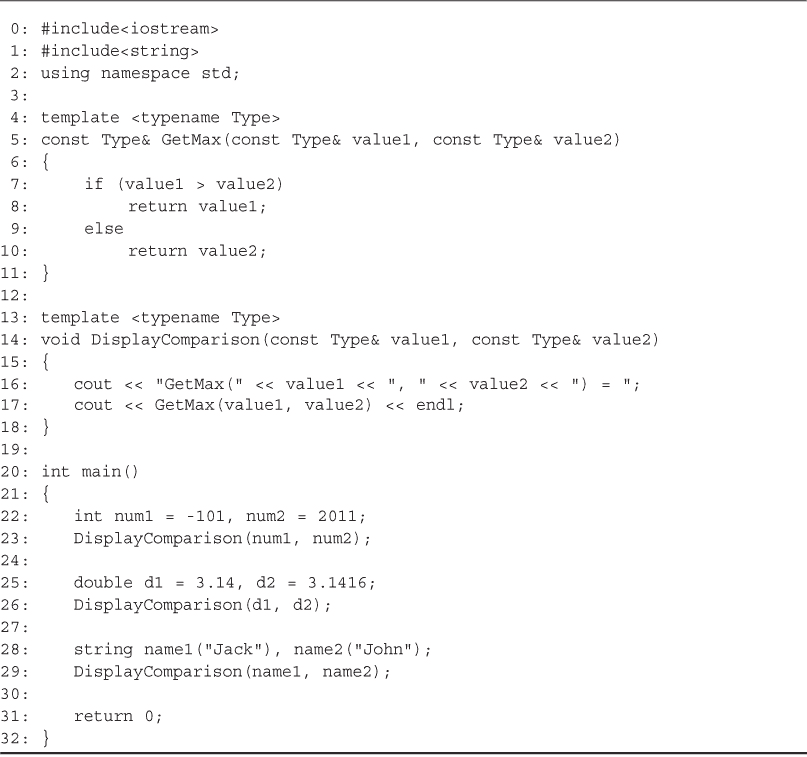 0: #include<iostream>
1: #include<string>
2: using namespace std;
3:
4: template <typename Type>
5: const Type& GetMax(const Type& value1, const Type& value2)
6: {
7:     if (value1 > value2)
8:         return value1;
9:     else
10:         return value2;
11: }
12:
13: template <typename Type>
14: void DisplayComparison(const Type& value1, const Type& value2)
15: {
16:    cout << "GetMax(" << value1 << ", " << value2 << ") = ";
17:    cout << GetMax(value1, value2) << endl;
18: }
19:
20: int main()
21: {
22:    int num1 = -101, num2 = 2011;
23:    DisplayComparison(num1, num2);
24:
25:    double d1 = 3.14, d2 = 3.1416;
26:    DisplayComparison(d1, d2);
27:
28:    string name1("Jack"), name2("John");
29:    DisplayComparison(name1, name2);
30:
31:    return 0;
32: }